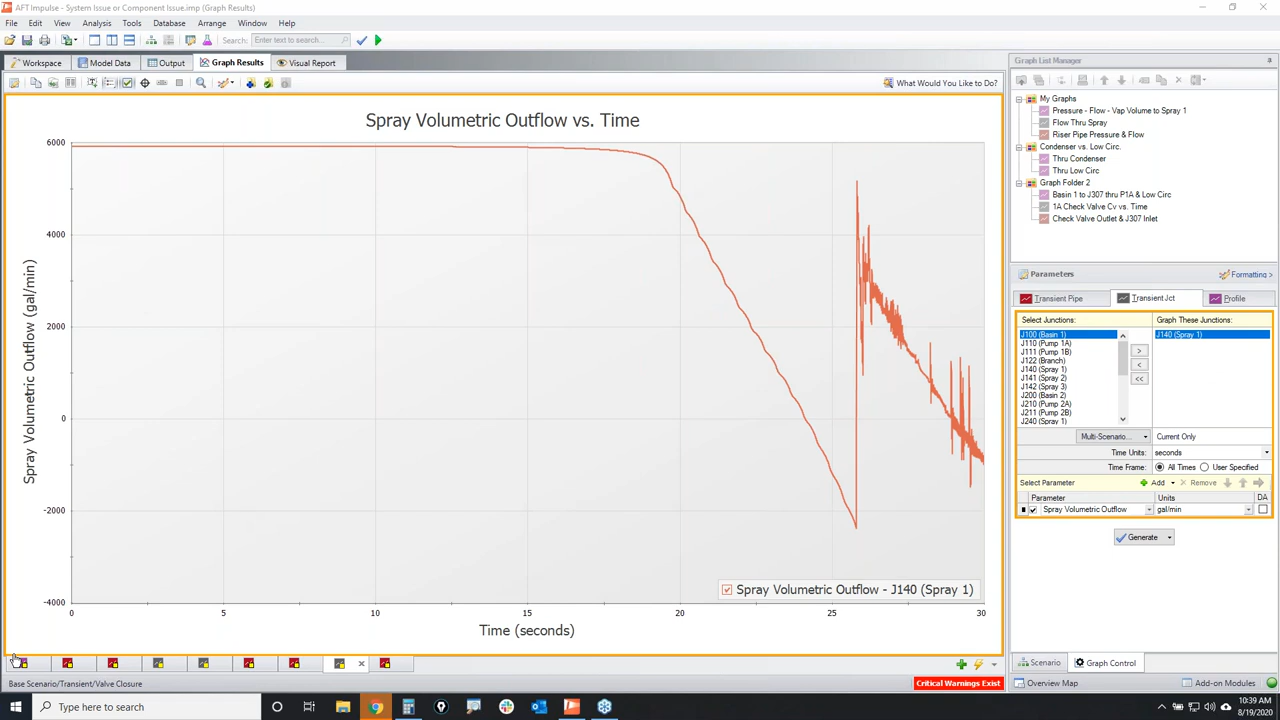 AFT Impulse - System Issue or Component Issue.imp (Graph Results)
File Edit View Analysis Tools Database Arrange Window Help
Search: Enter text to search...
Workspace Model Data Output Graph Results Visual Report
What Would You Like to Do?
Spray Volumetric Outflow vs. Time
6000
4000
2000
0
-2000
-4000
Spray Volumetric Outflow (gal/min)
0 5 10 15 20 25 30
Time (seconds)
Spray Volumetric Outflow - J140 (Spray 1)
Graph List Manager
My Graphs
Pressure - Flow - Vap Volume to Spray 1
Flow Thru Spray
Riser Pipe Pressure & Flow
Condenser vs. Low Circ.
Thru Condenser
Thru Low Circ
Graph Folder 2
Basin 1 to J307 thru P1A & Low Circ
1A Check Valve Cv vs. Time
Check Valve Outlet & J307 Inlet
Parameters Formatting >
Transient Pipe Transient Jct Profile
Select Junctions: Graph These Junctions:
J100 (Basin 1) J140 (Spray 1)
J110 (Pump 1A)
J111 (Pump 1B)
J122 (Branch)
J140 (Spray 1)
J141 (Spray 2)
J142 (Spray 3)
J200 (Basin 2)
J210 (Pump 2A)
J211 (Pump 2B)
J240 (Spray 1)
>
<
<<
Multi-Scenario... Current Only
Time Units: seconds
Time Frame: All Times User Specified
Select Parameter Add Remove
Parameter Units DA
Spray Volumetric Outflow gal/min
Generate
Scenario Graph Control
Base Scenario/Transient/Valve Closure Critical Warnings Exist Overview Map Add-on Modules
Type here to search
10:39 AM
8/19/2020